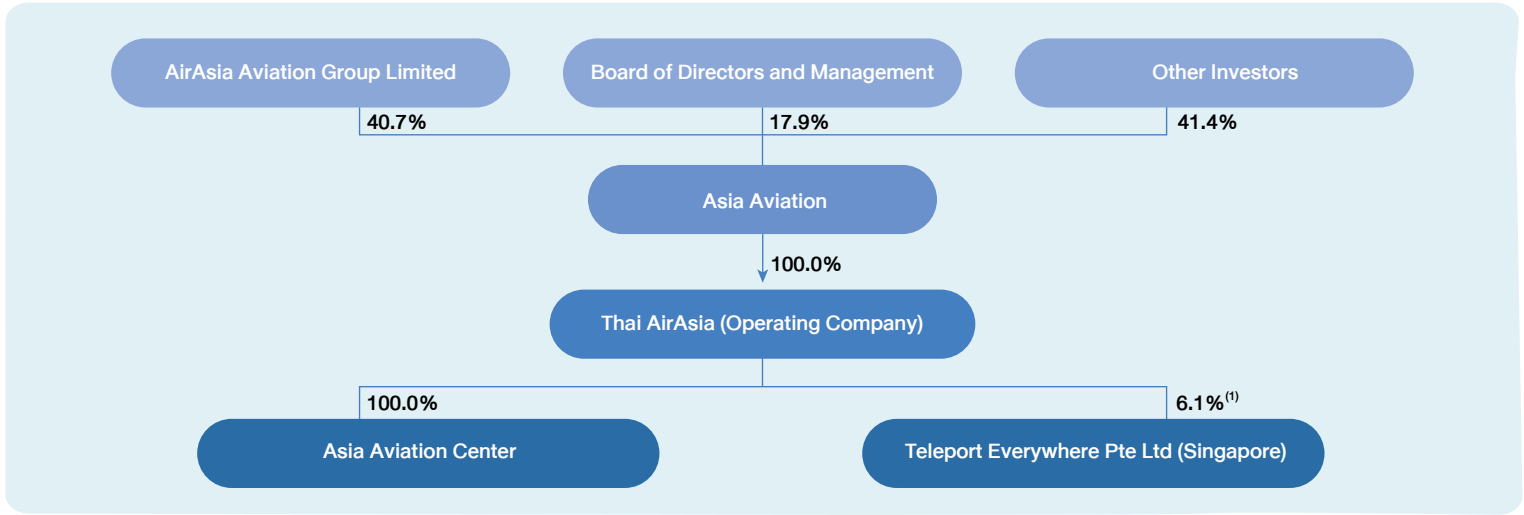 AirAsia Aviation Group Limited
Board of Directors and Management
Other Investors
40.7%
17.9%
41.4%
Asia Aviation
100.0%
Thai AirAsia (Operating Company)
100.0%
6.1%(1)
Asia Aviation Center
Teleport Everywhere Pte Ltd (Singapore)